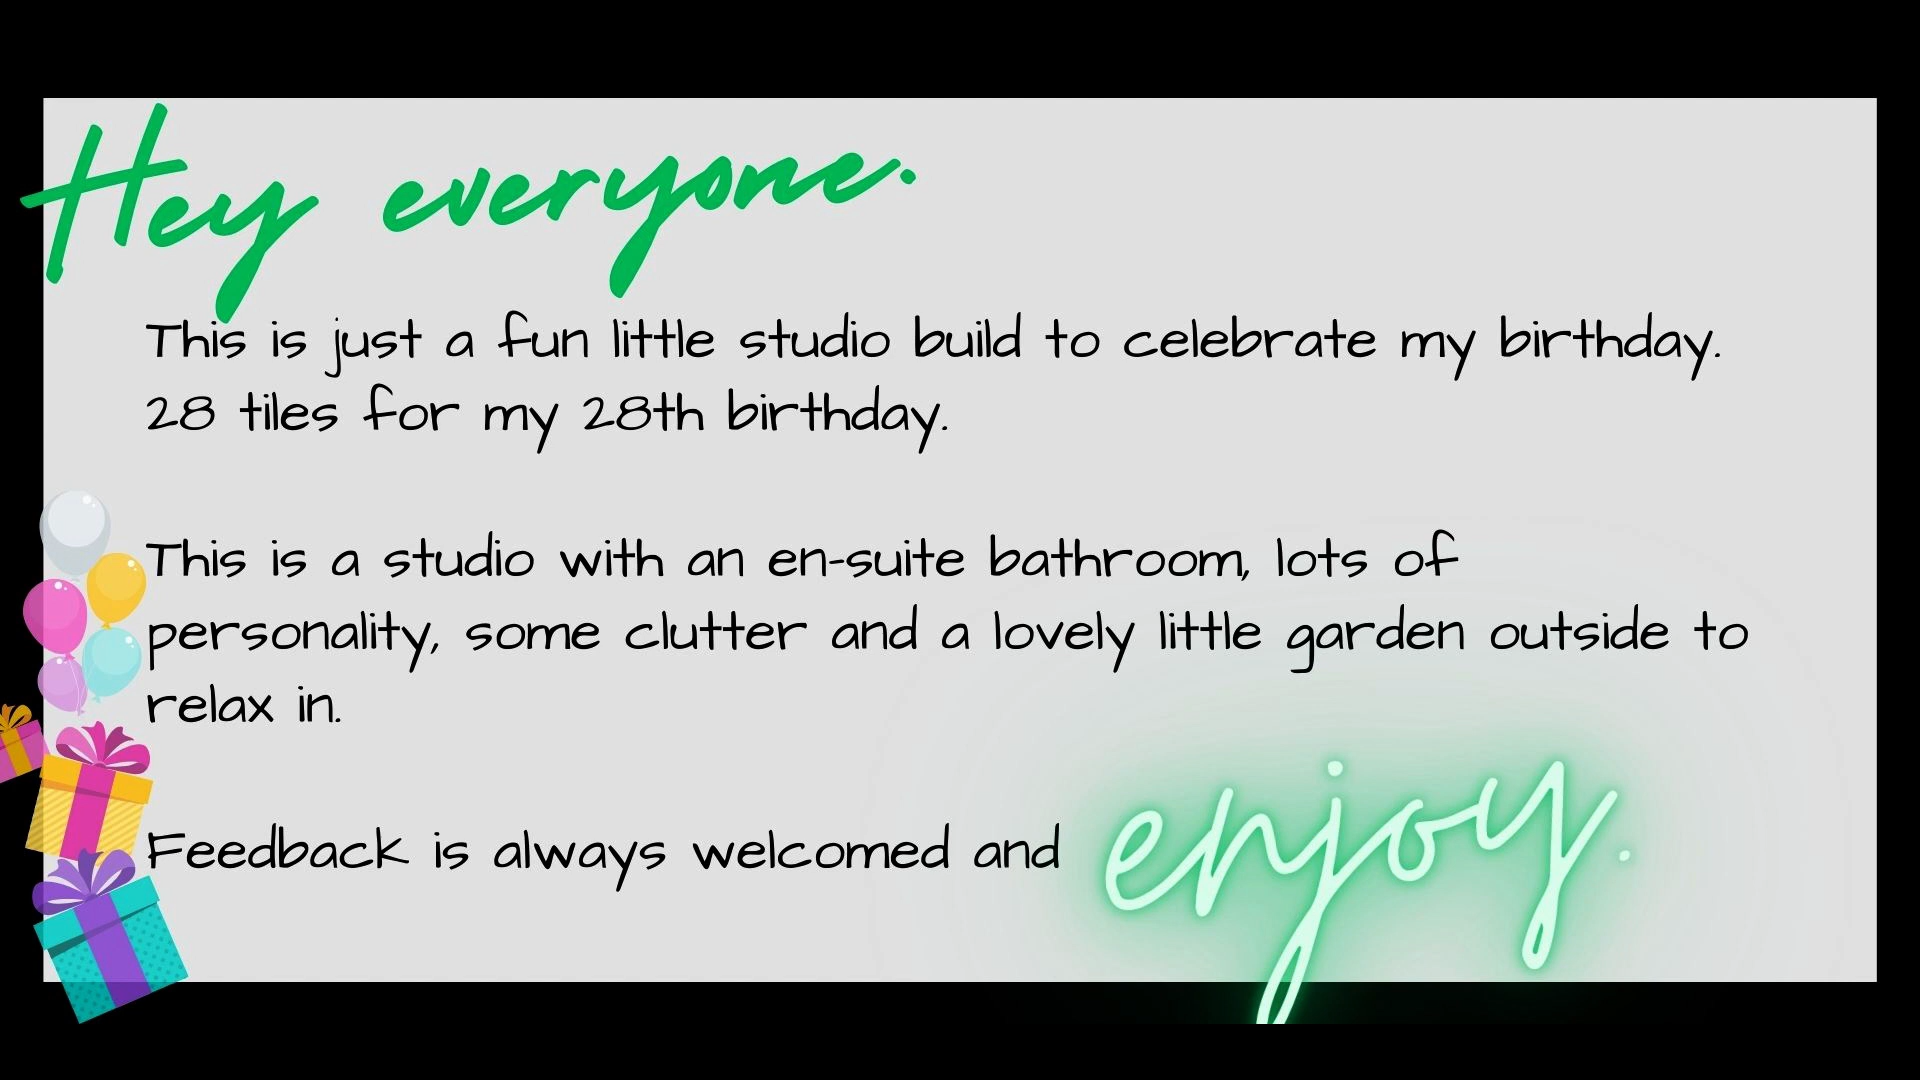 Hey everyone.
This is just a fun little studio build to celebrate my birthday.
28 tiles for my 28th birthday.
This is a studio with an en-suite bathroom, lots of
personality, some clutter and a lovely little garden outside to
relax in.
Feedback is always welcomed and enjoy.